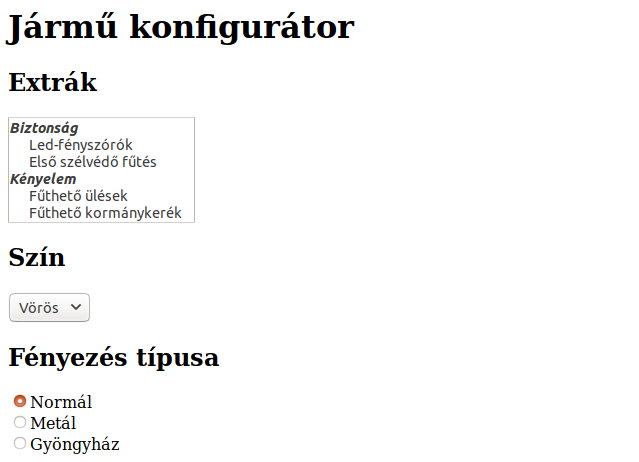 Jármű konfigurátor
Extrák
Biztonság
Led-fényszórók
Első szélvédő fűtés
Kényelem
Fűthető ülések
Fűthető kormánykerék
Szín
Vörös
Fényezés típusa
Normál
Metál
Gyöngyház